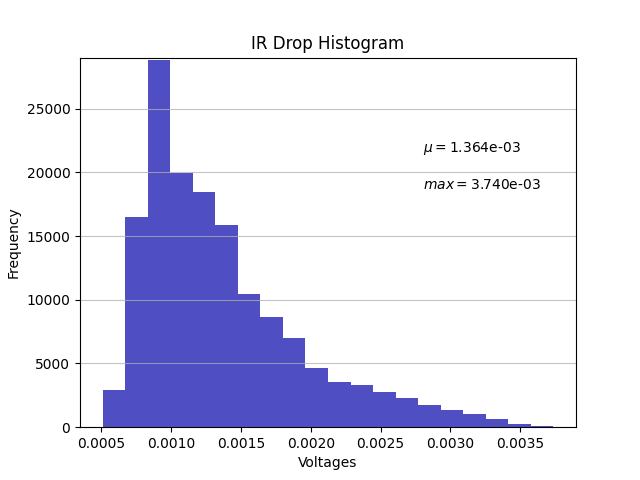 IR Drop Histogram
25000
20000
15000
10000
5000
0
Frequency
μ = 1.364e-03
max = 3.740e-03
0.0005 0.0010 0.0015 0.0020 0.0025 0.0030 0.0035
Voltages